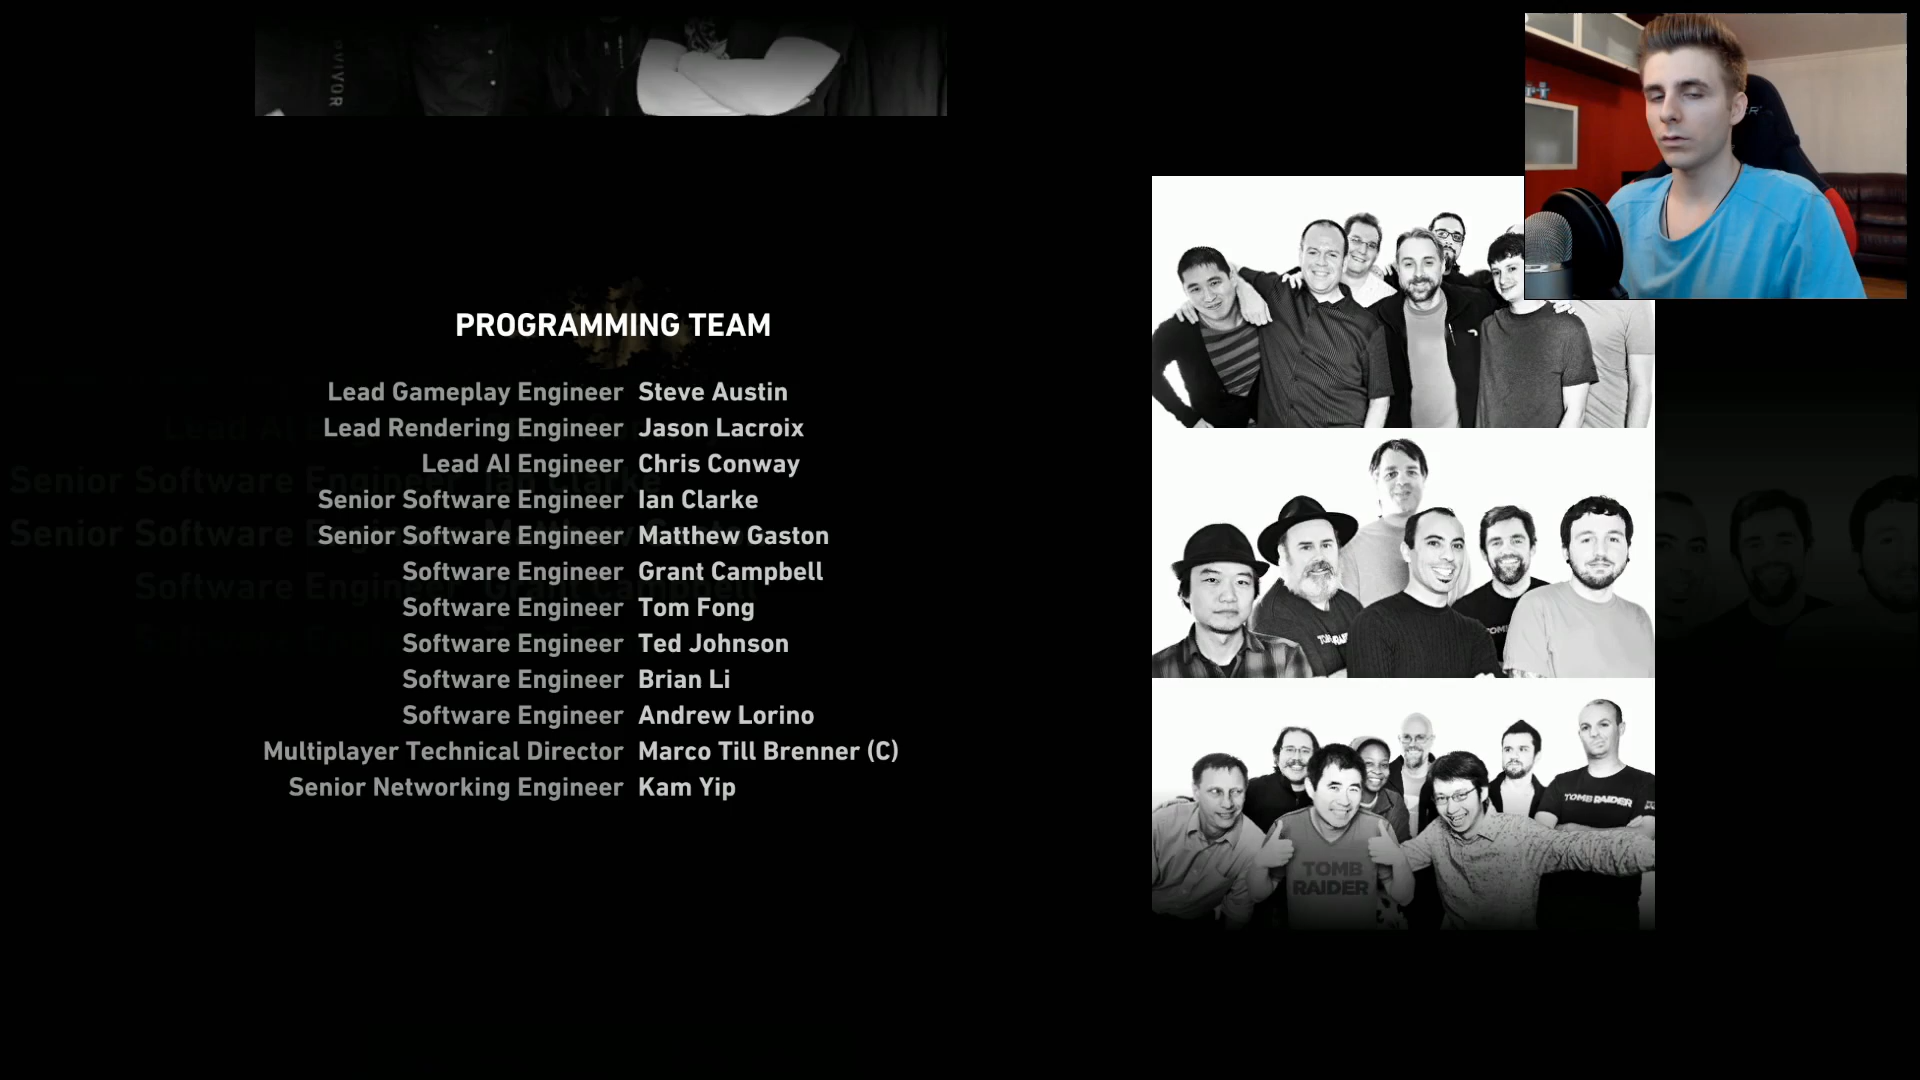 RVIVOR
PROGRAMMING TEAM
Lead Gameplay Engineer Steve Austin
Lead Rendering Engineer Jason Lacroix
Lead AI Engineer Chris Conway
Senior Software Engineer Ian Clarke
Senior Software Engineer Matthew Gaston
Software Engineer Grant Campbell
Software Engineer Tom Fong
Software Engineer Ted Johnson
Software Engineer Brian Li
Software Engineer Andrew Lorino
Multiplayer Technical Director Marco Till Brenner (C)
Senior Networking Engineer Kam Yip
TOMB RAIDER
TOMB
RAIDER